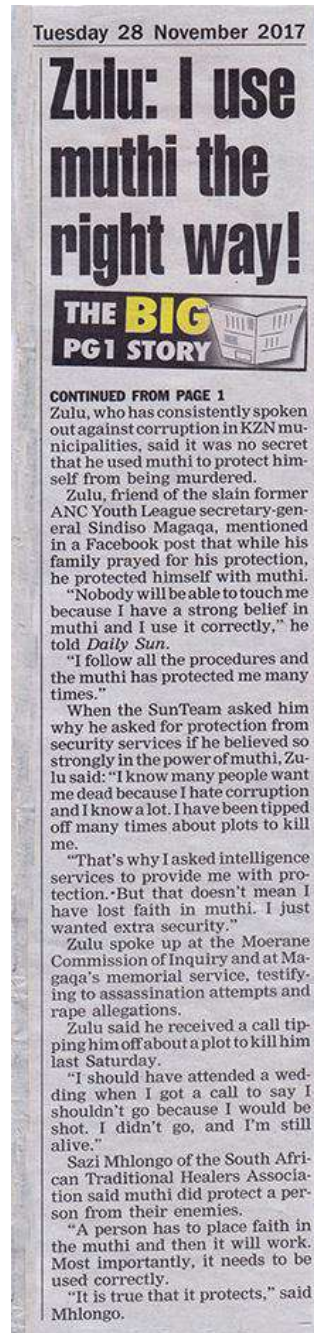 Tuesday 28 November 2017
Zulu: I use
muthi the
right way!
THE BIG
PG1 STORY
CONTINUED FROM PAGE 1
Zulu, who has consistently spoken
out against corruption in KZN mu-
nicipalities, said it was no secret
that he used muthi to protect him-
self from being murdered.
Zulu, friend of the slain former
ANC Youth League secretary-gen-
eral Sindiso Magaqa, mentioned
in a Facebook post that while his
family prayed for his protection,
he protected himself with muthi.
"Nobody will be able to touch me
because I have a strong belief in
muthi and I use it correctly," he
told Daily Sun.
"I follow all the procedures and
the muthi has protected me many
times."
When the SunTeam asked him
why he asked for protection from
security services if he believed so
strongly in the power of muthi, Zu-
lu said: "I know many people want
me dead because I hate corruption
and I know a lot. I have been tipped
off many times about plots to kill
me.
"That's why I asked intelligence
services to provide me with pro-
tection. But that doesn't mean I
have lost faith in muthi. I just
wanted extra security."
Zulu spoke up at the Moerane
Commission of Inquiry and at Ma-
gaqa's memorial service, testify-
ing to assassination attempts and
rape allegations.
Zulu said he received a call tip-
ping him off about a plot to kill him
last Saturday.
"I should have attended a wed-
ding when I got a call to say I
shouldn't go because I would be
shot. I didn't go, and I'm still
alive."
Sazi Mhlongo of the South Afri-
can Traditional Healers Associa-
tion said muthi did protect a per-
son from their enemies.
"A person has to place faith in
the muthi and then it will work.
Most importantly, it needs to be
used correctly.
"It is true that it protects," said
Mhlongo.